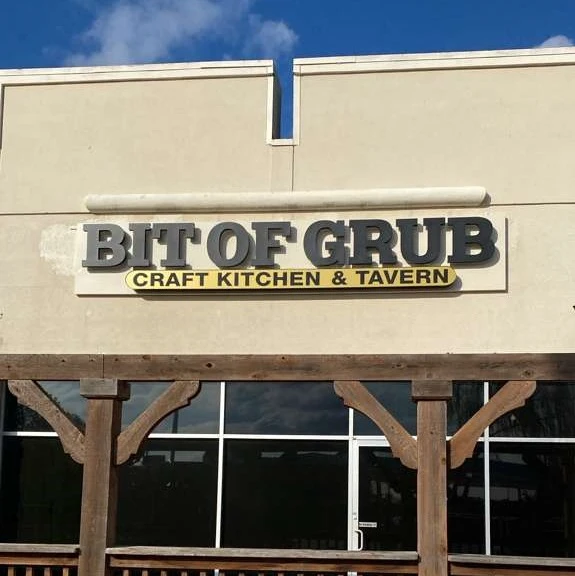 BIT OF GRUB
CRAFT KITCHEN & TAVERN